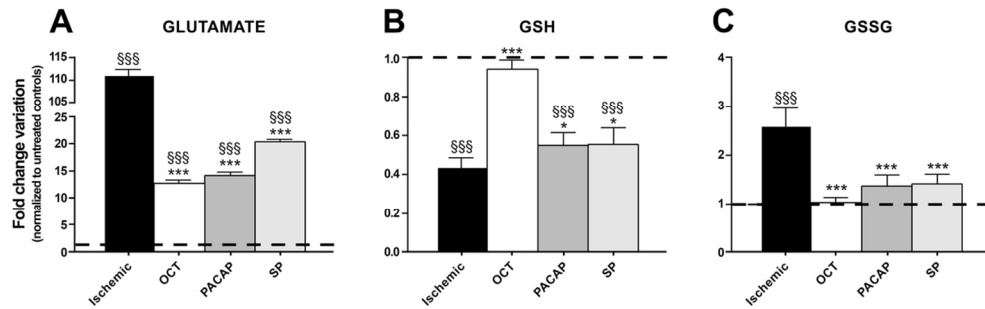 A
GLUTAMATE
Fold change variation
(normalized to untreated controls)
115
110
105
25
20
15
10
5
0
§§§
§§§
***
§§§
***
§§§
***
Ischemic
OCT
PACAP
SP
B
GSH
1.0
0.8
0.6
0.4
0.2
0.0
§§§
***
§§§
*
§§§
*
Ischemic
OCT
PACAP
SP
C
GSSG
4
3
2
1
0
§§§
***
***
***
Ischemic
OCT
PACAP
SP